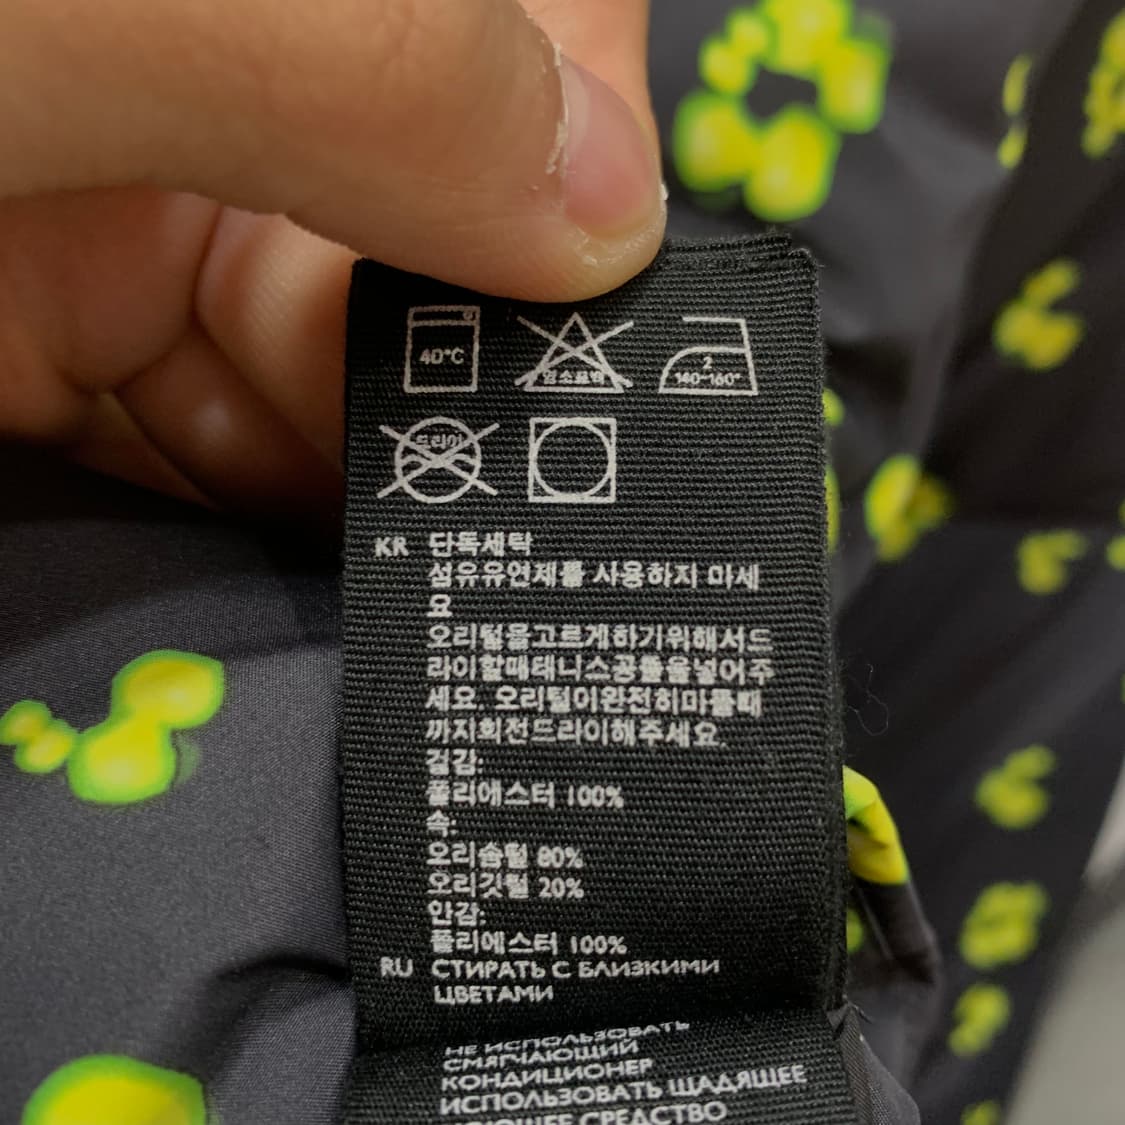 40°C
염소표백
2
140~160°
드라이
KR 단독세탁
섬유유연제를 사용하지 마세
요
오리털을고르게하기위해서드
라이할때테니스공들을넣어주
세요. 오리털이완전히마를때
까지회전드라이해주세요.
겉감:
폴리에스터 100%
속:
오리솜털 80%
오리깃털 20%
안감:
폴리에스터 100%
RU СТИРАТЬ С БЛИЗКИМИ
ЦВЕТАМИ
НЕ ИСПОЛЬЗОВАТЬ
СМЯГЧАЮЩИЙ
КОНДИЦИОНЕР
ИСПОЛЬЗОВАТЬ ЩАДЯЩЕЕ
СРЕДСТВО